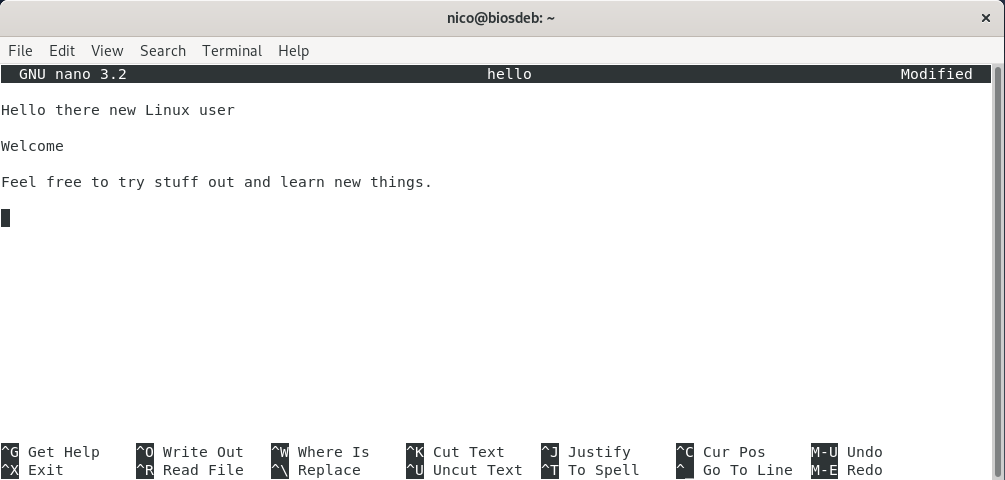 nico@biosdeb: ~
File Edit View Search Terminal Help
GNU nano 3.2 hello Modified
Hello there new Linux user
Welcome
Feel free to try stuff out and learn new things.
^G Get Help ^O Write Out ^W Where Is ^K Cut Text ^J Justify ^C Cur Pos M-U Undo
^X Exit ^R Read File ^\ Replace ^U Uncut Text ^T To Spell ^_ Go To Line M-E Redo